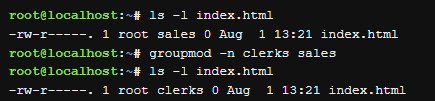 root@localhost:~# ls -l index.html
-rw-rw----. 1 root sales 0 Aug  1 13:21 index.html
root@localhost:~# groupmod -n clerks sales
root@localhost:~# ls -l index.html
-rw-r-----. 1 root clerks 0 Aug  1 13:21 index.html